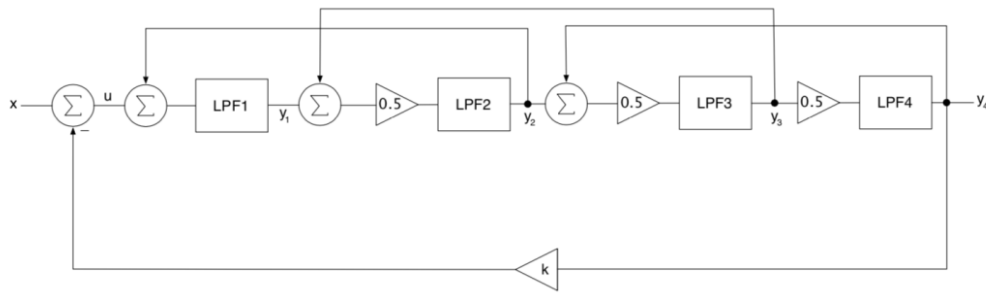 x
Σ
–
u
Σ
LPF1
y₁
Σ
0.5
LPF2
y₂
Σ
0.5
LPF3
y₃
0.5
LPF4
y₄
k